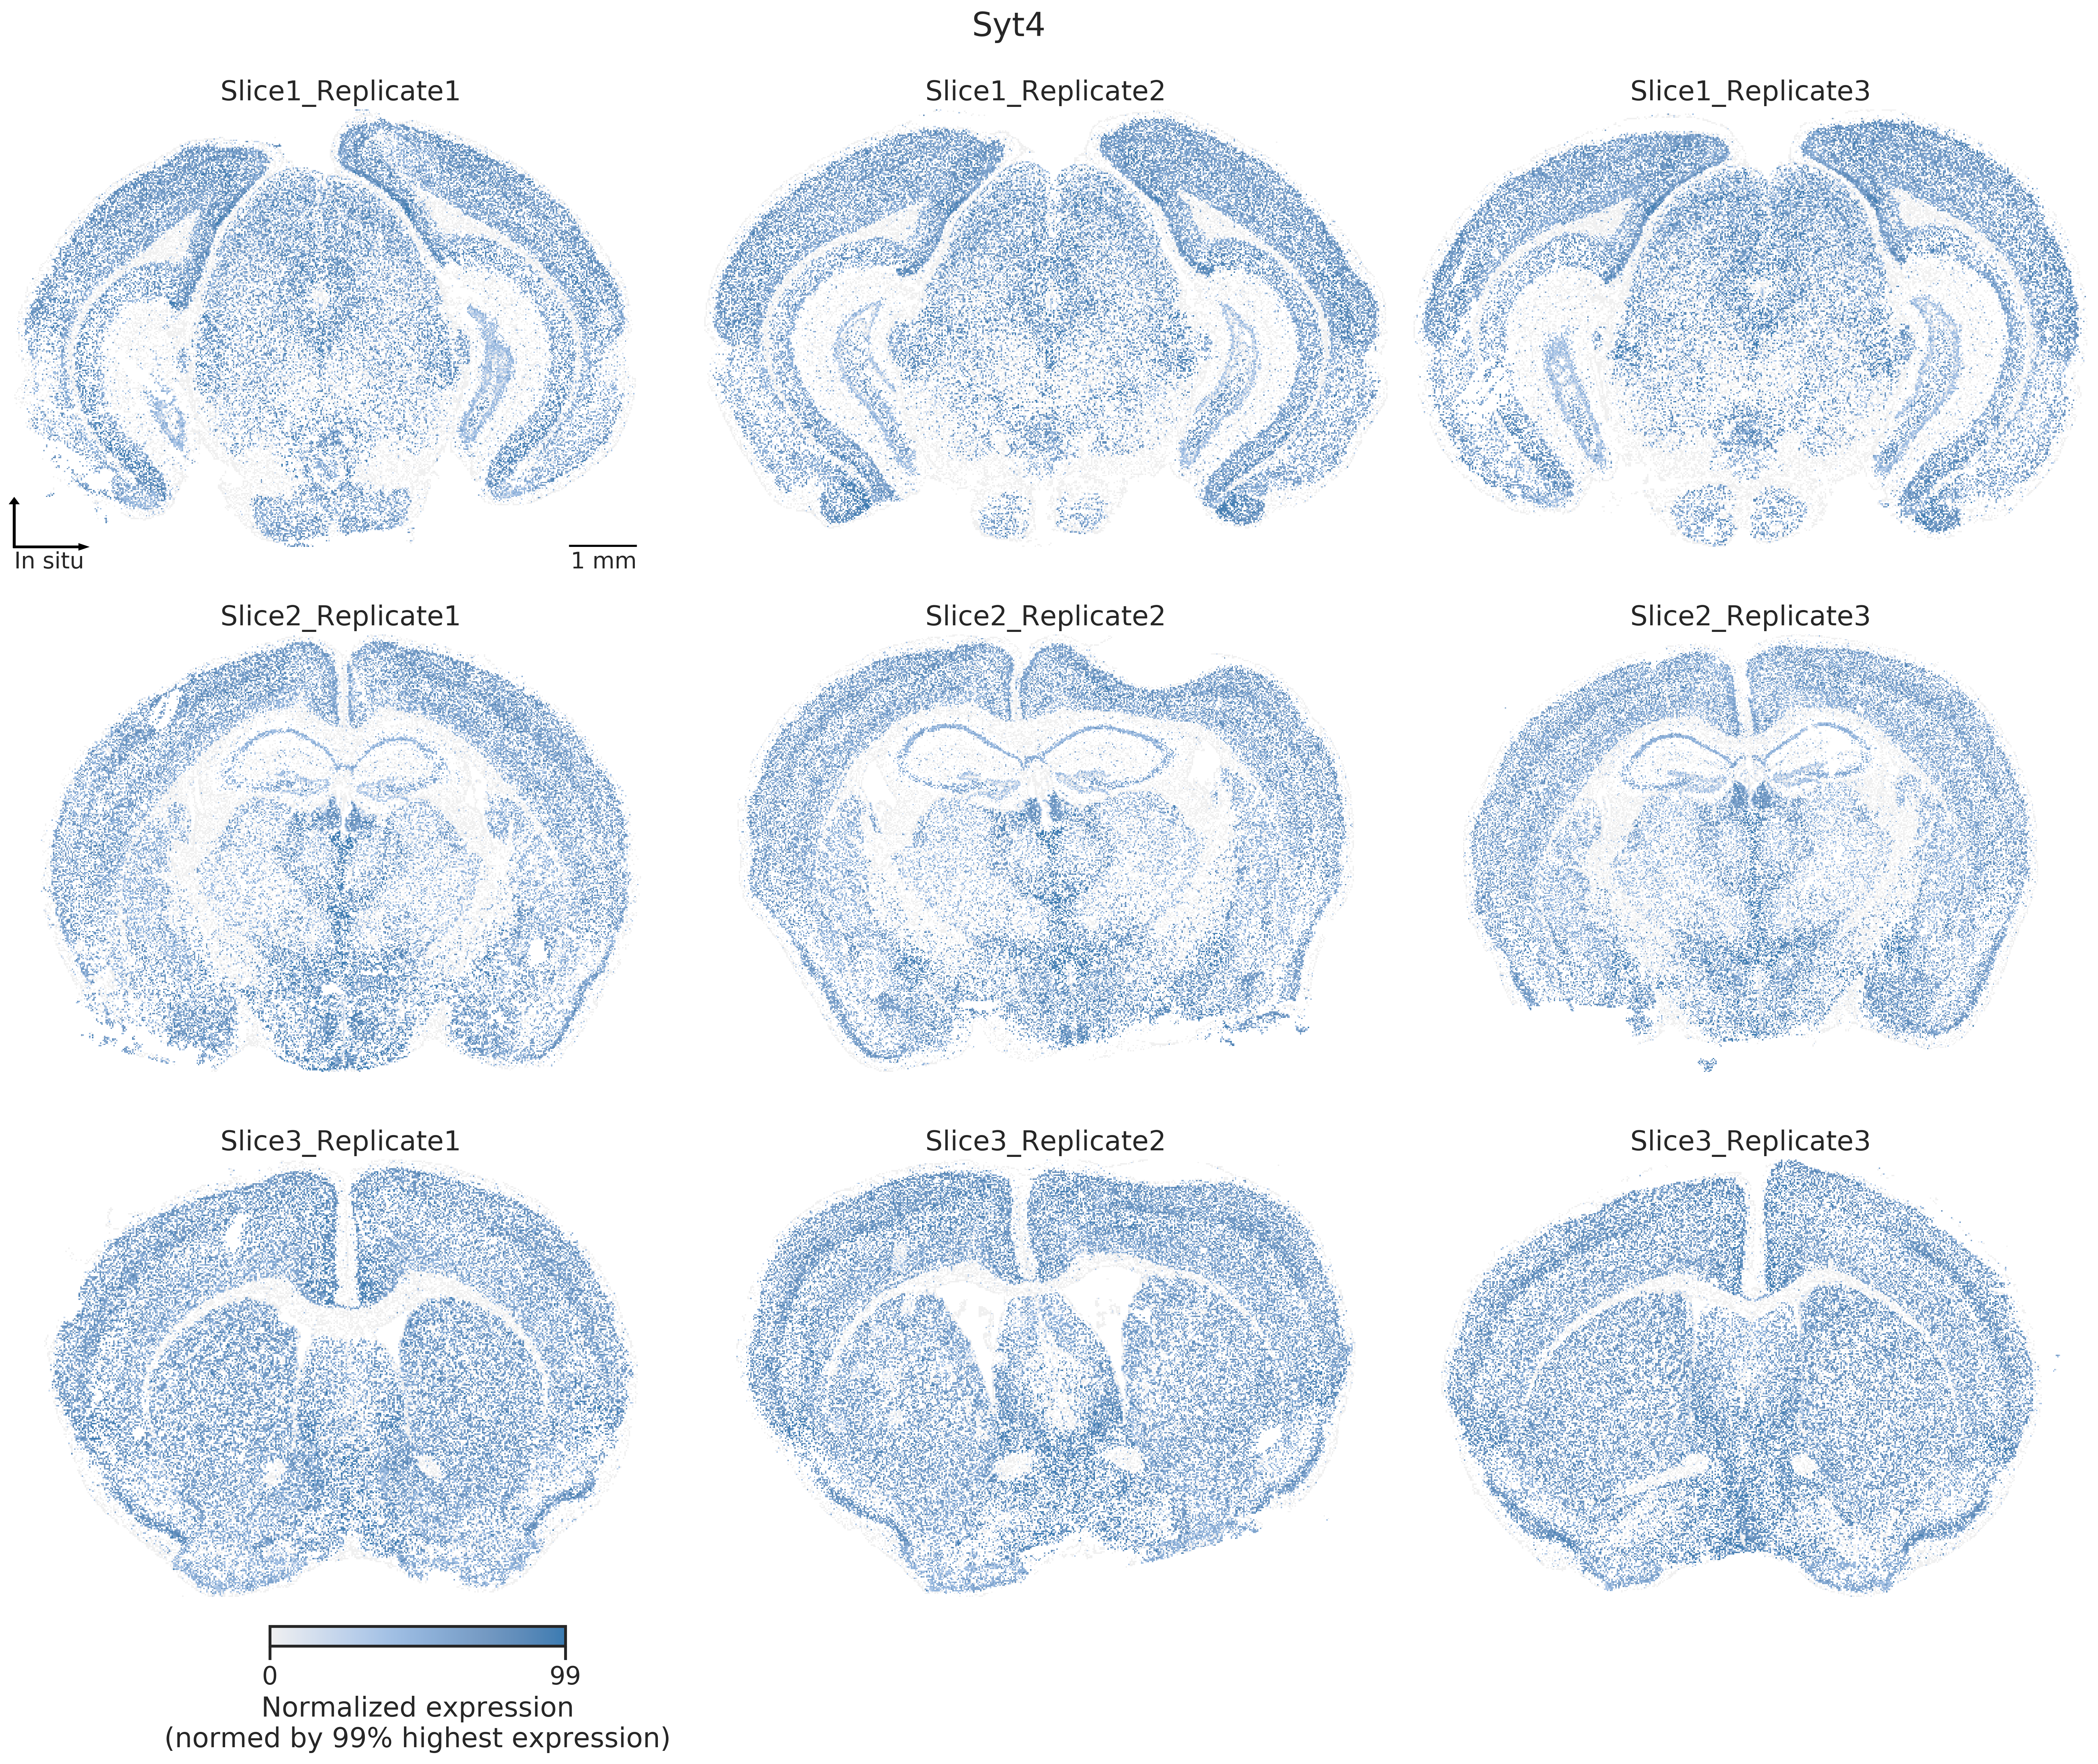 Syt4
Slice1_Replicate1
Slice1_Replicate2
Slice1_Replicate3
In situ
1 mm
Slice2_Replicate1
Slice2_Replicate2
Slice2_Replicate3
Slice3_Replicate1
Slice3_Replicate2
Slice3_Replicate3
0
99
Normalized expression
(normed by 99% highest expression)